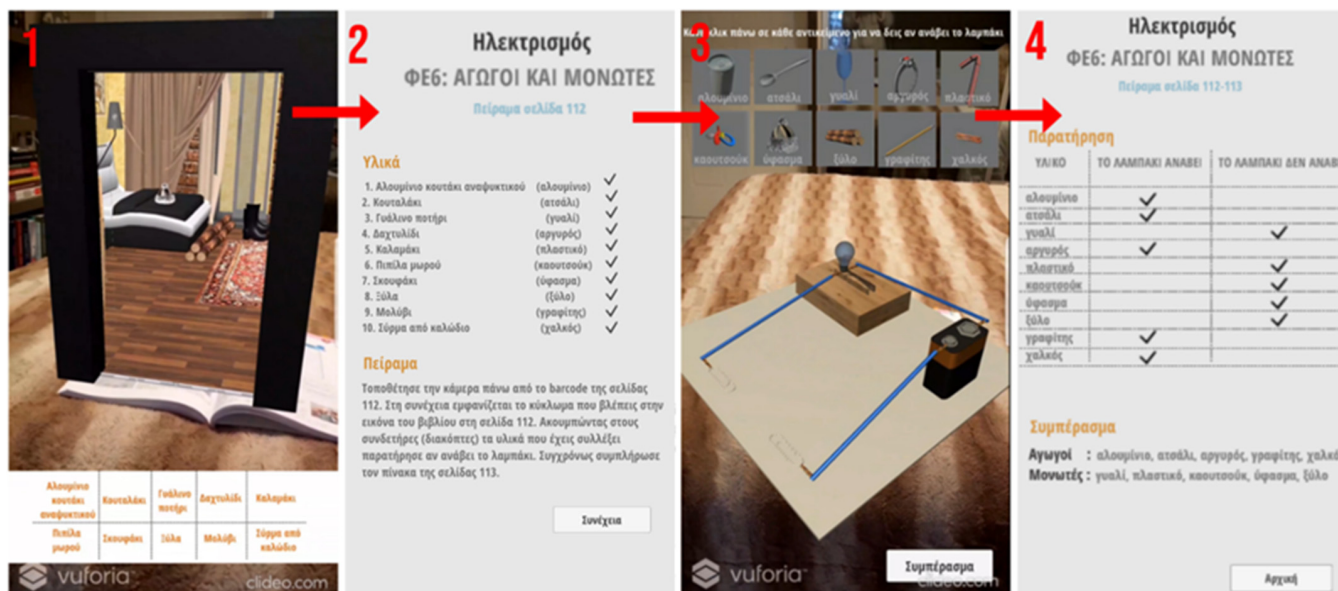 1
Αλουμίνιο κουτάκι αναψυκτικού
Κουταλάκι
Γυάλινο ποτήρι
Δαχτυλίδι
Καλαμάκι
Πιπίλα μωρού
Σκουφάκι
Ξύλα
Μολύβι
Σύρμα από καλώδιο
vuforia™
clideo.com
2
Ηλεκτρισμός
ΦΕ6: ΑΓΩΓΟΙ ΚΑΙ ΜΟΝΩΤΕΣ
Πείραμα σελίδα 112
Υλικά
1. Αλουμίνιο κουτάκι αναψυκτικού (αλουμίνιο) ✓
2. Κουταλάκι (ατσάλι) ✓
3. Γυάλινο ποτήρι (γυαλί) ✓
4. Δαχτυλίδι (αργυρός) ✓
5. Καλαμάκι (πλαστικό) ✓
6. Πιπίλα μωρού (καουτσούκ) ✓
7. Σκουφάκι (ύφασμα) ✓
8. Ξύλα (ξύλο) ✓
9. Μολύβι (γραφίτης) ✓
10. Σύρμα από καλώδιο (χαλκός) ✓
Πείραμα
Τοποθέτησε την κάμερα πάνω από το barcode της σελίδας
112. Στη συνέχεια εμφανίζεται το κύκλωμα που βλέπεις στην
εικόνα του βιβλίου στη σελίδα 112. Ακουμπώντας στους
συνδετήρες (διακόπτες) τα υλικά που έχεις συλλέξει
παρατήρησε αν ανάβει το λαμπάκι. Συγχρόνως συμπλήρωσε
τον πίνακα της σελίδας 113.
Συνέχεια
3
κλικ πάνω σε κάθε αντικείμενο για να δεις αν ανάβει το λαμπάκι
αλουμίνιο ατσάλι γυαλί αργυρός πλαστικό
καουτσούκ ύφασμα ξύλο γραφίτης χαλκός
Συμπέρασμα
vuforia™
clideo.com
4
Ηλεκτρισμός
ΦΕ6: ΑΓΩΓΟΙ ΚΑΙ ΜΟΝΩΤΕΣ
Πείραμα σελίδα 112-113
Παρατήρηση
ΥΛΙΚΟ ΤΟ ΛΑΜΠΑΚΙ ΑΝΑΒΕΙ ΤΟ ΛΑΜΠΑΚΙ ΔΕΝ ΑΝΑΒΕ
αλουμίνιο ✓
ατσάλι ✓
γυαλί ✓
αργυρός ✓
πλαστικό ✓
καουτσούκ ✓
ύφασμα ✓
ξύλο ✓
γραφίτης ✓
χαλκός ✓
Συμπέρασμα
Αγωγοί : αλουμίνιο, ατσάλι, αργυρός, γραφίτης, χαλκό
Μονωτές : γυαλί, πλαστικό, καουτσούκ, ύφασμα, ξύλο
Αρχική